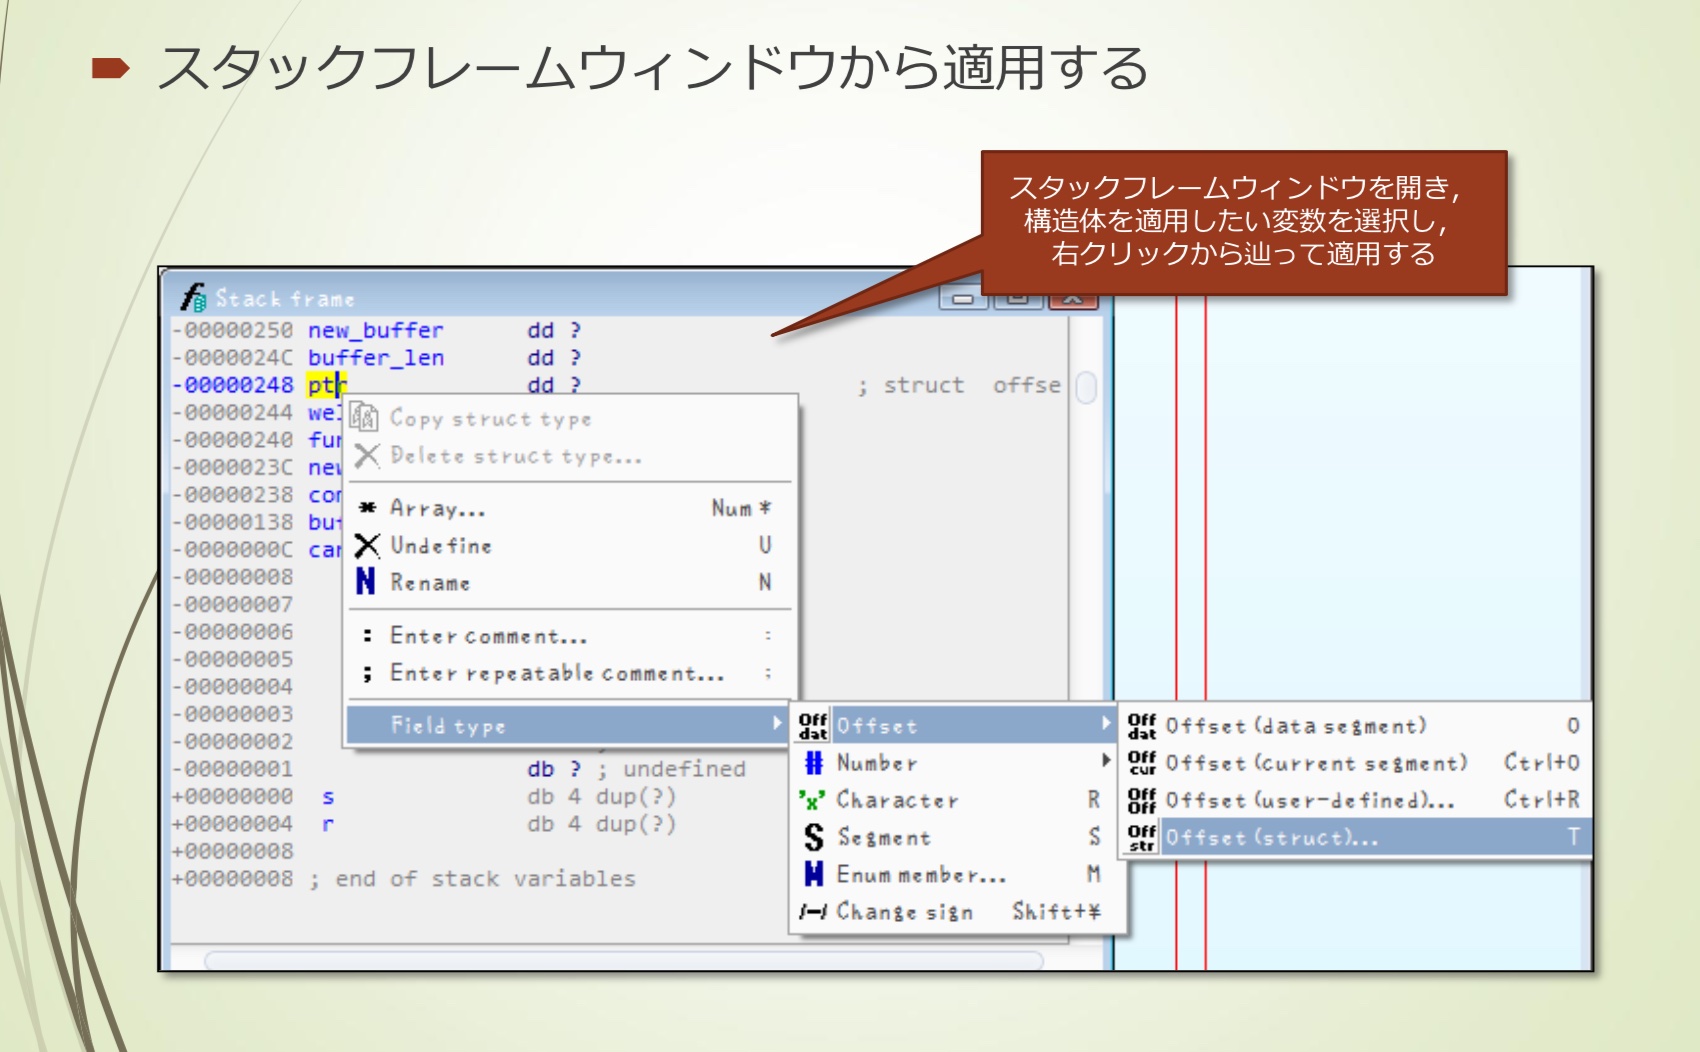 スタックフレームウィンドウから適用する
スタックフレームウィンドウを開き,
構造体を適用したい変数を選択し,
右クリックから辿って適用する
Stack frame
-00000250 new_buffer dd ?
-0000024C buffer_len dd ?
-00000248 ptr dd ? ; struct offse
-00000244 wel
-00000240 fun
-0000023C new
-00000238 con
-00000138 buf
-0000000C can
-00000008
-00000007
-00000006
-00000005
-00000004
-00000003
-00000002
-00000001 db ? ; undefined
+00000000 s db 4 dup(?)
+00000004 r db 4 dup(?)
+00000008
+00000008 ; end of stack variables
Copy struct type
Delete struct type...
Array... Num *
Undefine U
N Rename N
: Enter comment... :
; Enter repeatable comment... ;
Field type
Off dat Offset
# Number
'x' Character R
S Segment S
M Enum member... M
/-/ Change sign Shift+¥
Off dat Offset (data segment) O
Off cur Offset (current segment) Ctrl+O
Off Off Offset (user-defined)... Ctrl+R
Off str Offset (struct)... T